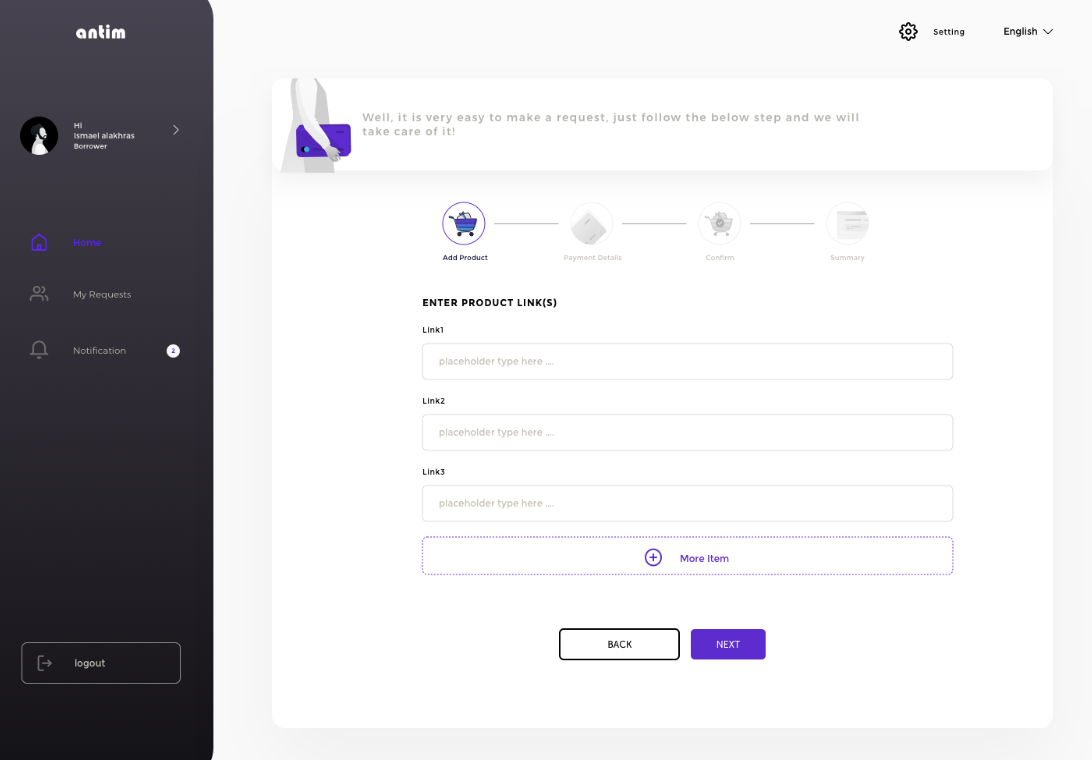 antim
Setting
English
Hi
Ismael alakhras
Borrower
Well, it is very easy to make a request, just follow the below step and we will
take care of it!
Home
My Requests
Notification
2
logout
Add Product
Payment Details
Confirm
Summary
ENTER PRODUCT LINK(S)
Link1
placeholder type here ....
Link2
placeholder type here ....
Link3
placeholder type here ....
More Item
BACK
NEXT